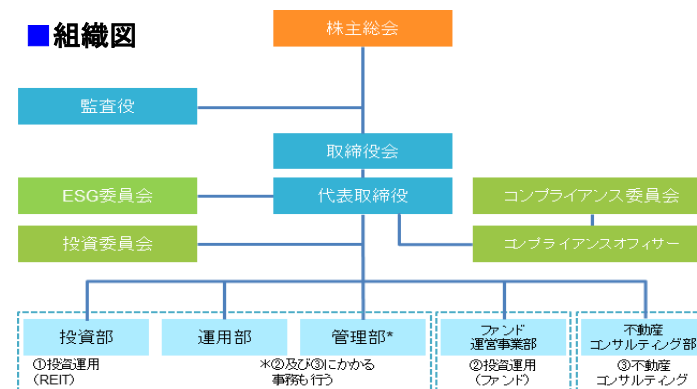 ■組織図
株主総会
監査役
取締役会
ESG委員会
代表取締役
コンプライアンス委員会
投資委員会
コンプライアンスオフィサー
投資部
運用部
管理部*
ファンド
運営事業部
不動産
コンサルティング部
①投資運用
(REIT)
*②及び③にかかる
事務も行う
②投資運用
(ファンド)
③不動産
コンサルティング